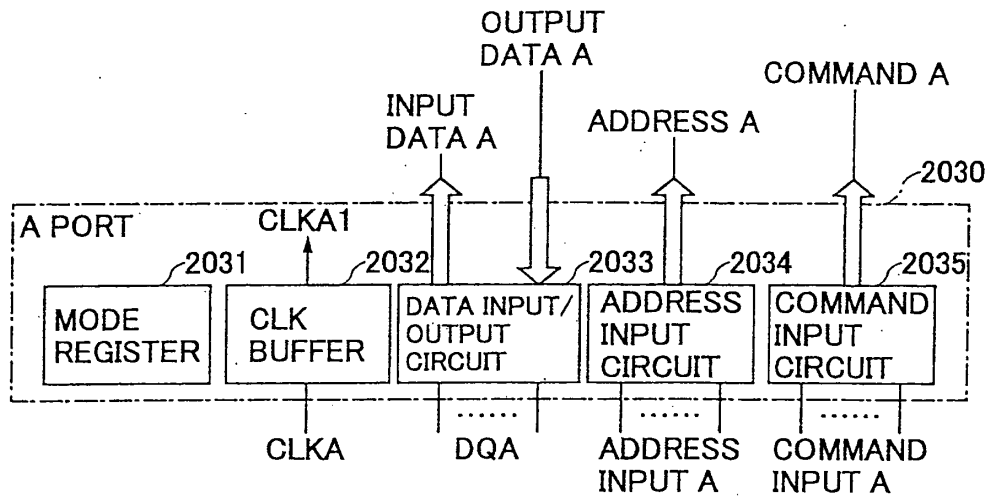 OUTPUT
DATA A
COMMAND A
INPUT
DATA A
ADDRESS A
2030
A PORT
CLKA1
2031
2032
2033
2034
2035
MODE
REGISTER
CLK
BUFFER
DATA INPUT/
OUTPUT
CIRCUIT
ADDRESS
INPUT
CIRCUIT
COMMAND
INPUT
CIRCUIT
CLKA
......
DQA
......
ADDRESS
INPUT A
......
COMMAND
INPUT A